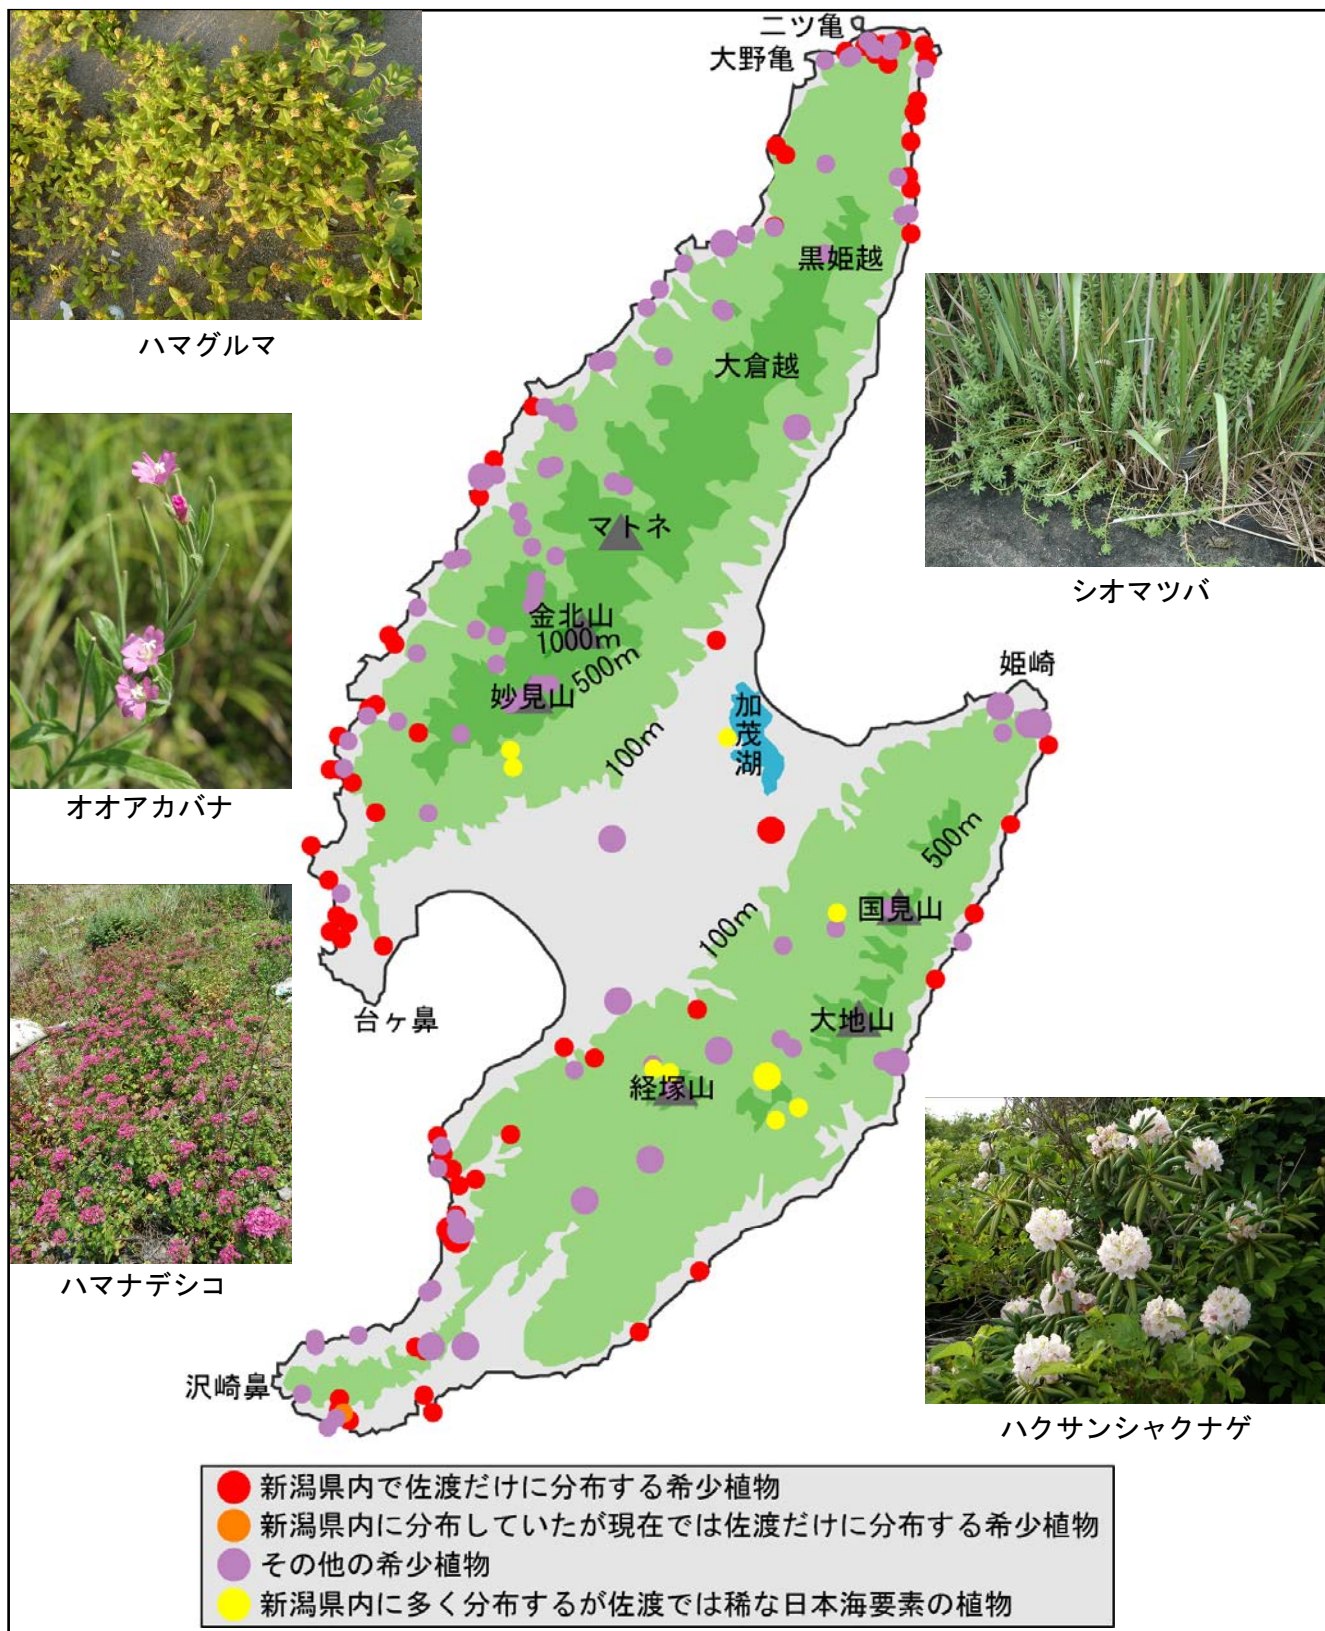 二ツ亀
大野亀
ハマグルマ
黒姫越
大倉越
マトネ
シオマツバ
金北山
1000m
500m
妙見山
姫崎
加茂湖
100m
オオアカバナ
500m
国見山
100m
台ヶ鼻
大地山
経塚山
ハマナデシコ
沢崎鼻
ハクサンシャクナゲ
新潟県内で佐渡だけに分布する希少植物
新潟県内に分布していたが現在では佐渡だけに分布する希少植物
その他の希少植物
新潟県内に多く分布するが佐渡では稀な日本海要素の植物